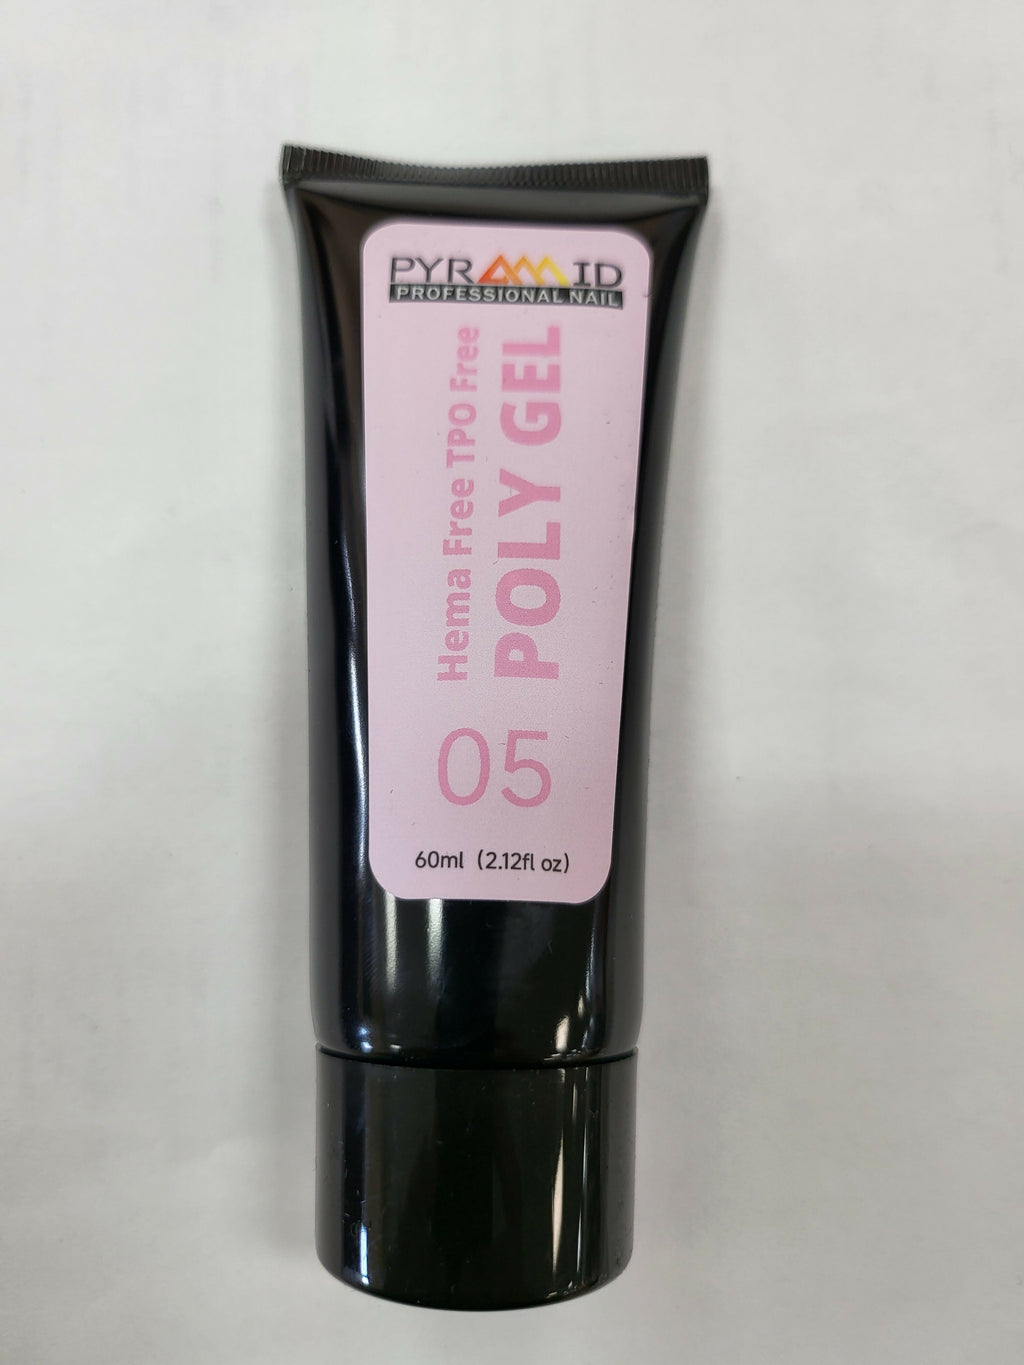 PYRAMID
PROFESSIONAL NAIL
Hema Free TPO Free
POLY GEL
05
60ml (2.12fl oz)